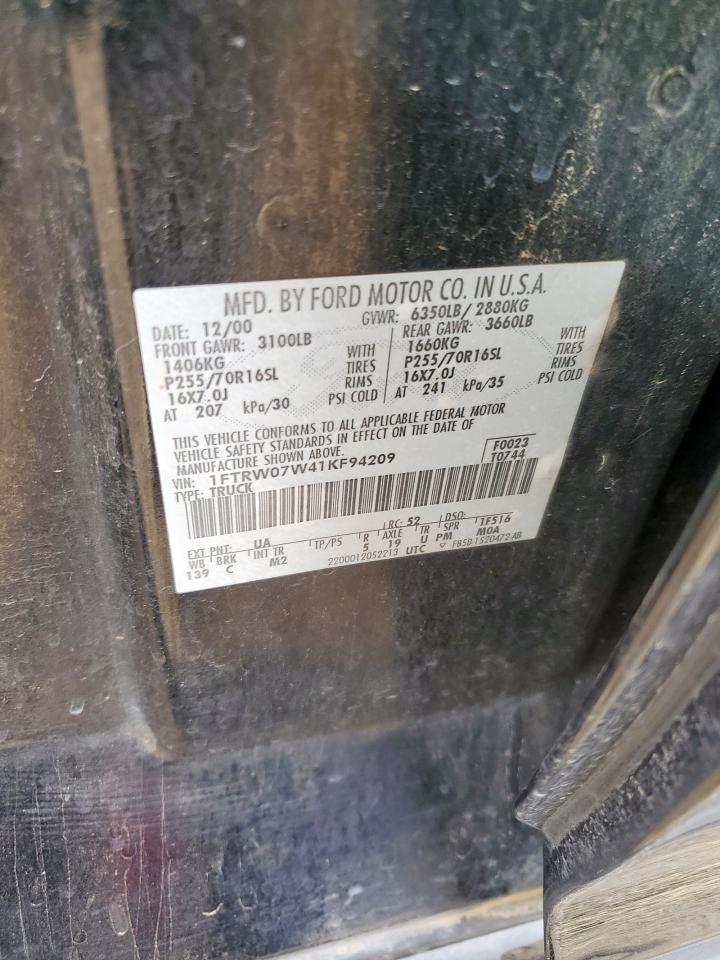 MFD. BY FORD MOTOR CO. IN U.S.A.
DATE: 12/00 GVWR: 6350LB/ 2880KG
FRONT GAWR: 3100LB REAR GAWR: 3660LB
1406KG WITH 1660KG WITH
P255/70R16SL TIRES P255/70R16SL TIRES
16X7.0J RIMS 16X7.0J RIMS
AT 207 kPa/30 PSI COLD AT 241 kPa/35 PSI COLD
THIS VEHICLE CONFORMS TO ALL APPLICABLE FEDERAL MOTOR
VEHICLE SAFETY STANDARDS IN EFFECT ON THE DATE OF
MANUFACTURE SHOWN ABOVE. F0023
VIN: 1FTRW07W41KF94209 T0744
TYPE: TRUCK
EXT PNT: UA RC: 52 DSO: 1F516
WB BRK INT TR TP/PS R AXLE TR SPR
139 C M2 5 19 U PM M0A
2200012052213 UTC ▽ F85B-1520472-AB